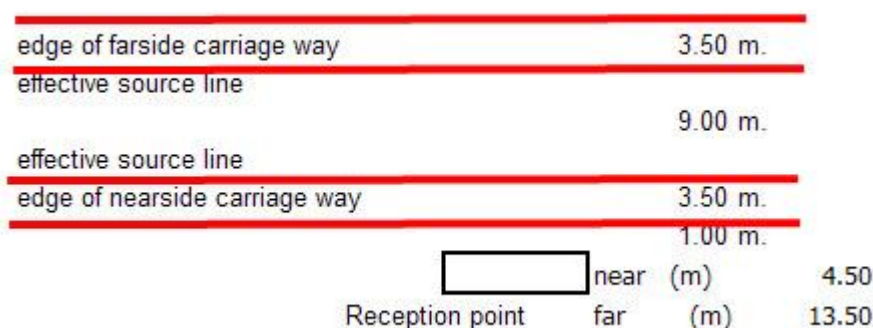 edge of farside carriage way 3.50 m.
effective source line
9.00 m.
effective source line
edge of nearside carriage way 3.50 m.
1.00 m.
near (m) 4.50
Reception point far (m) 13.50